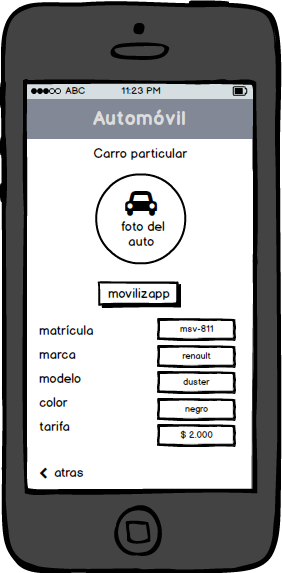 ABC 11:23 PM
Automóvil
Carro particular
foto del
auto
movilizapp
matrícula msv-811
marca renault
modelo duster
color negro
tarifa $ 2.000
atras